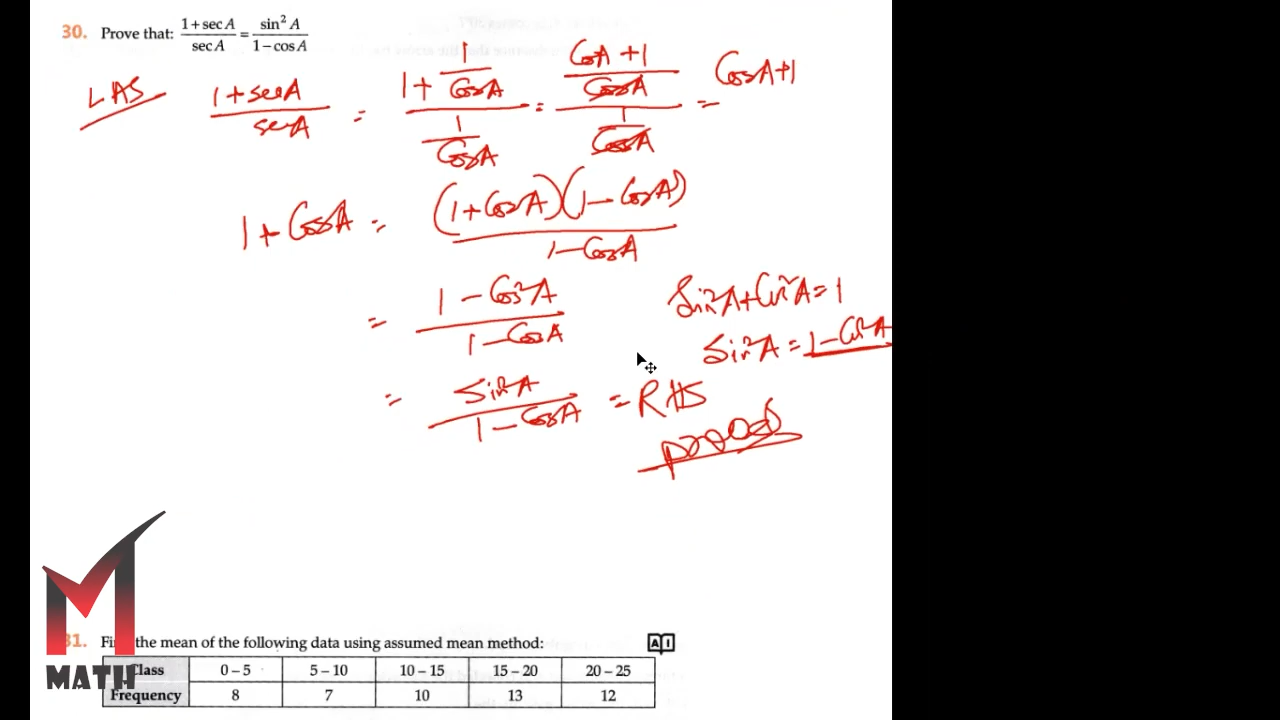 30. Prove that: (1 + sec A)/(sec A) = (sin² A)/(1 − cos A)
LHS (1 + secA)/(secA) = (1 + 1/CosA)/(1/CosA) = ((CosA + 1)/CosA)/(1/CosA) = CosA + 1
1 + CosA = ((1 + CosA)(1 − CosA))/(1 − CosA)
= (1 − Cos²A)/(1 − CosA)
Sin²A + Cos²A = 1
Sin²A = 1 − Cos²A
= (Sin²A)/(1 − CosA) = RHS
proved
31. Fi the mean of the following data using assumed mean method: AI
Class 0 – 5 5 – 10 10 – 15 15 – 20 20 – 25
Frequency 8 7 10 13 12
M
MATH